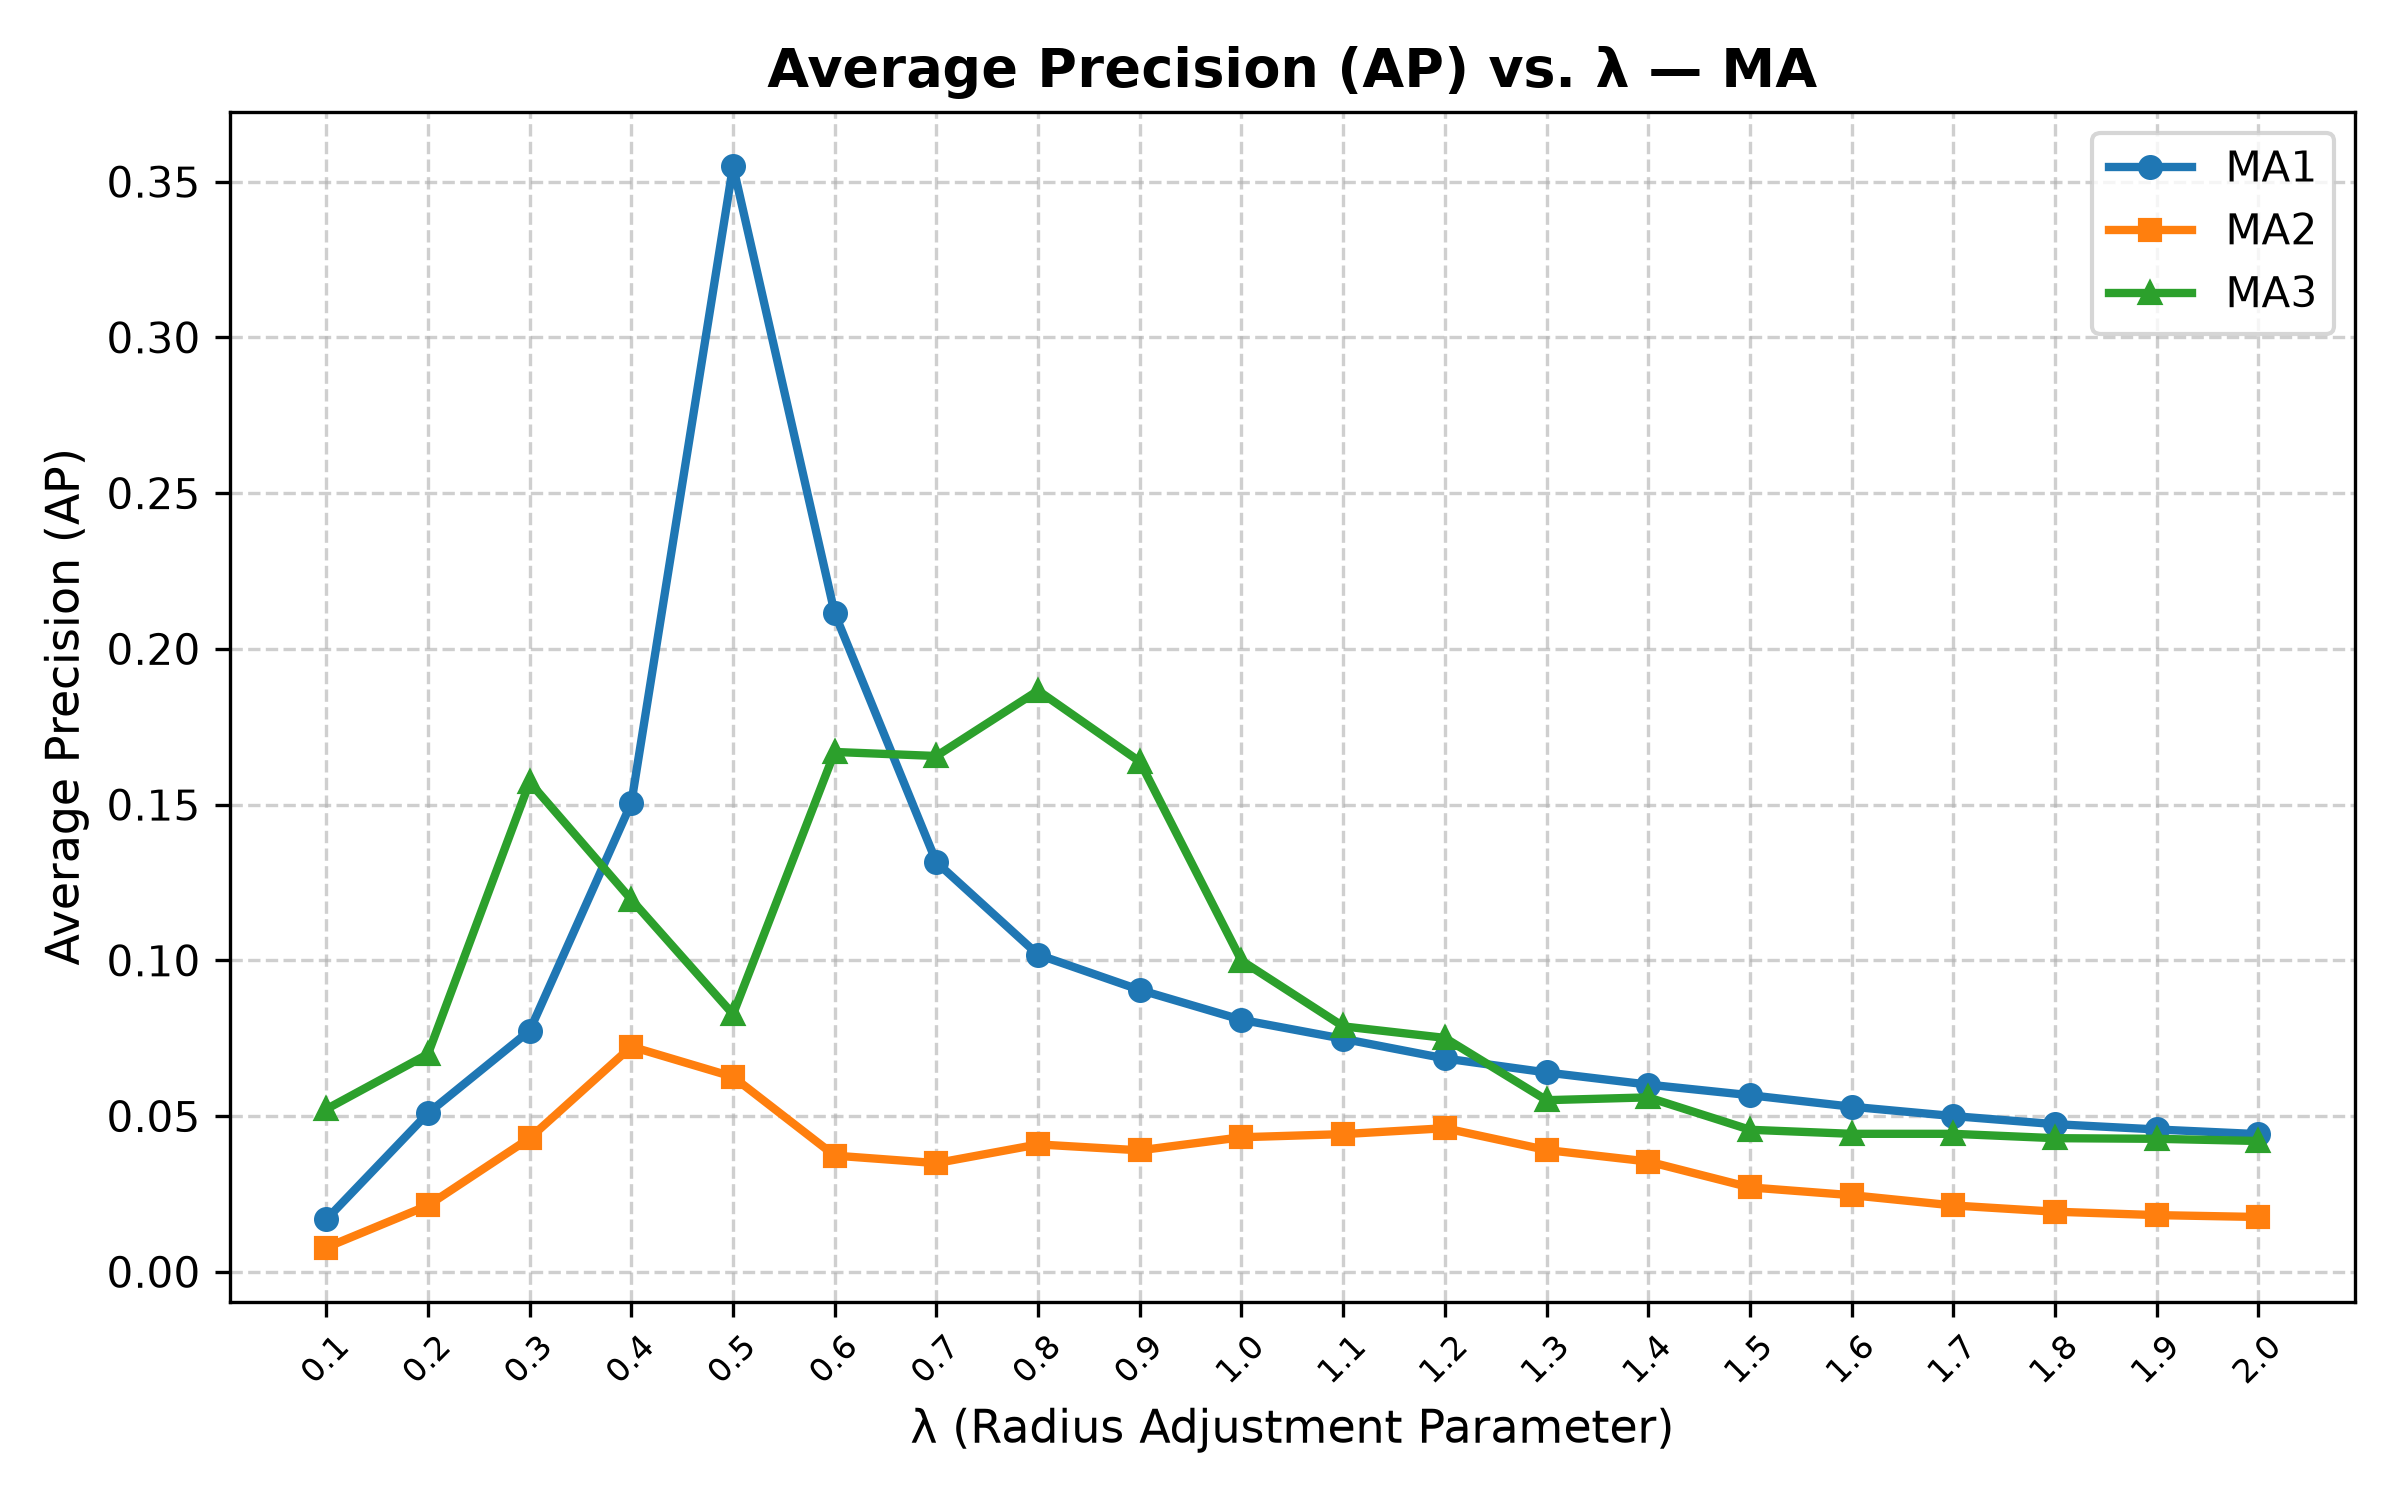 Average Precision (AP) vs. λ — MA
Average Precision (AP)
0.35
0.30
0.25
0.20
0.15
0.10
0.05
0.00
MA1
MA2
MA3
0.1 0.2 0.3 0.4 0.5 0.6 0.7 0.8 0.9 1.0 1.1 1.2 1.3 1.4 1.5 1.6 1.7 1.8 1.9 2.0
λ (Radius Adjustment Parameter)